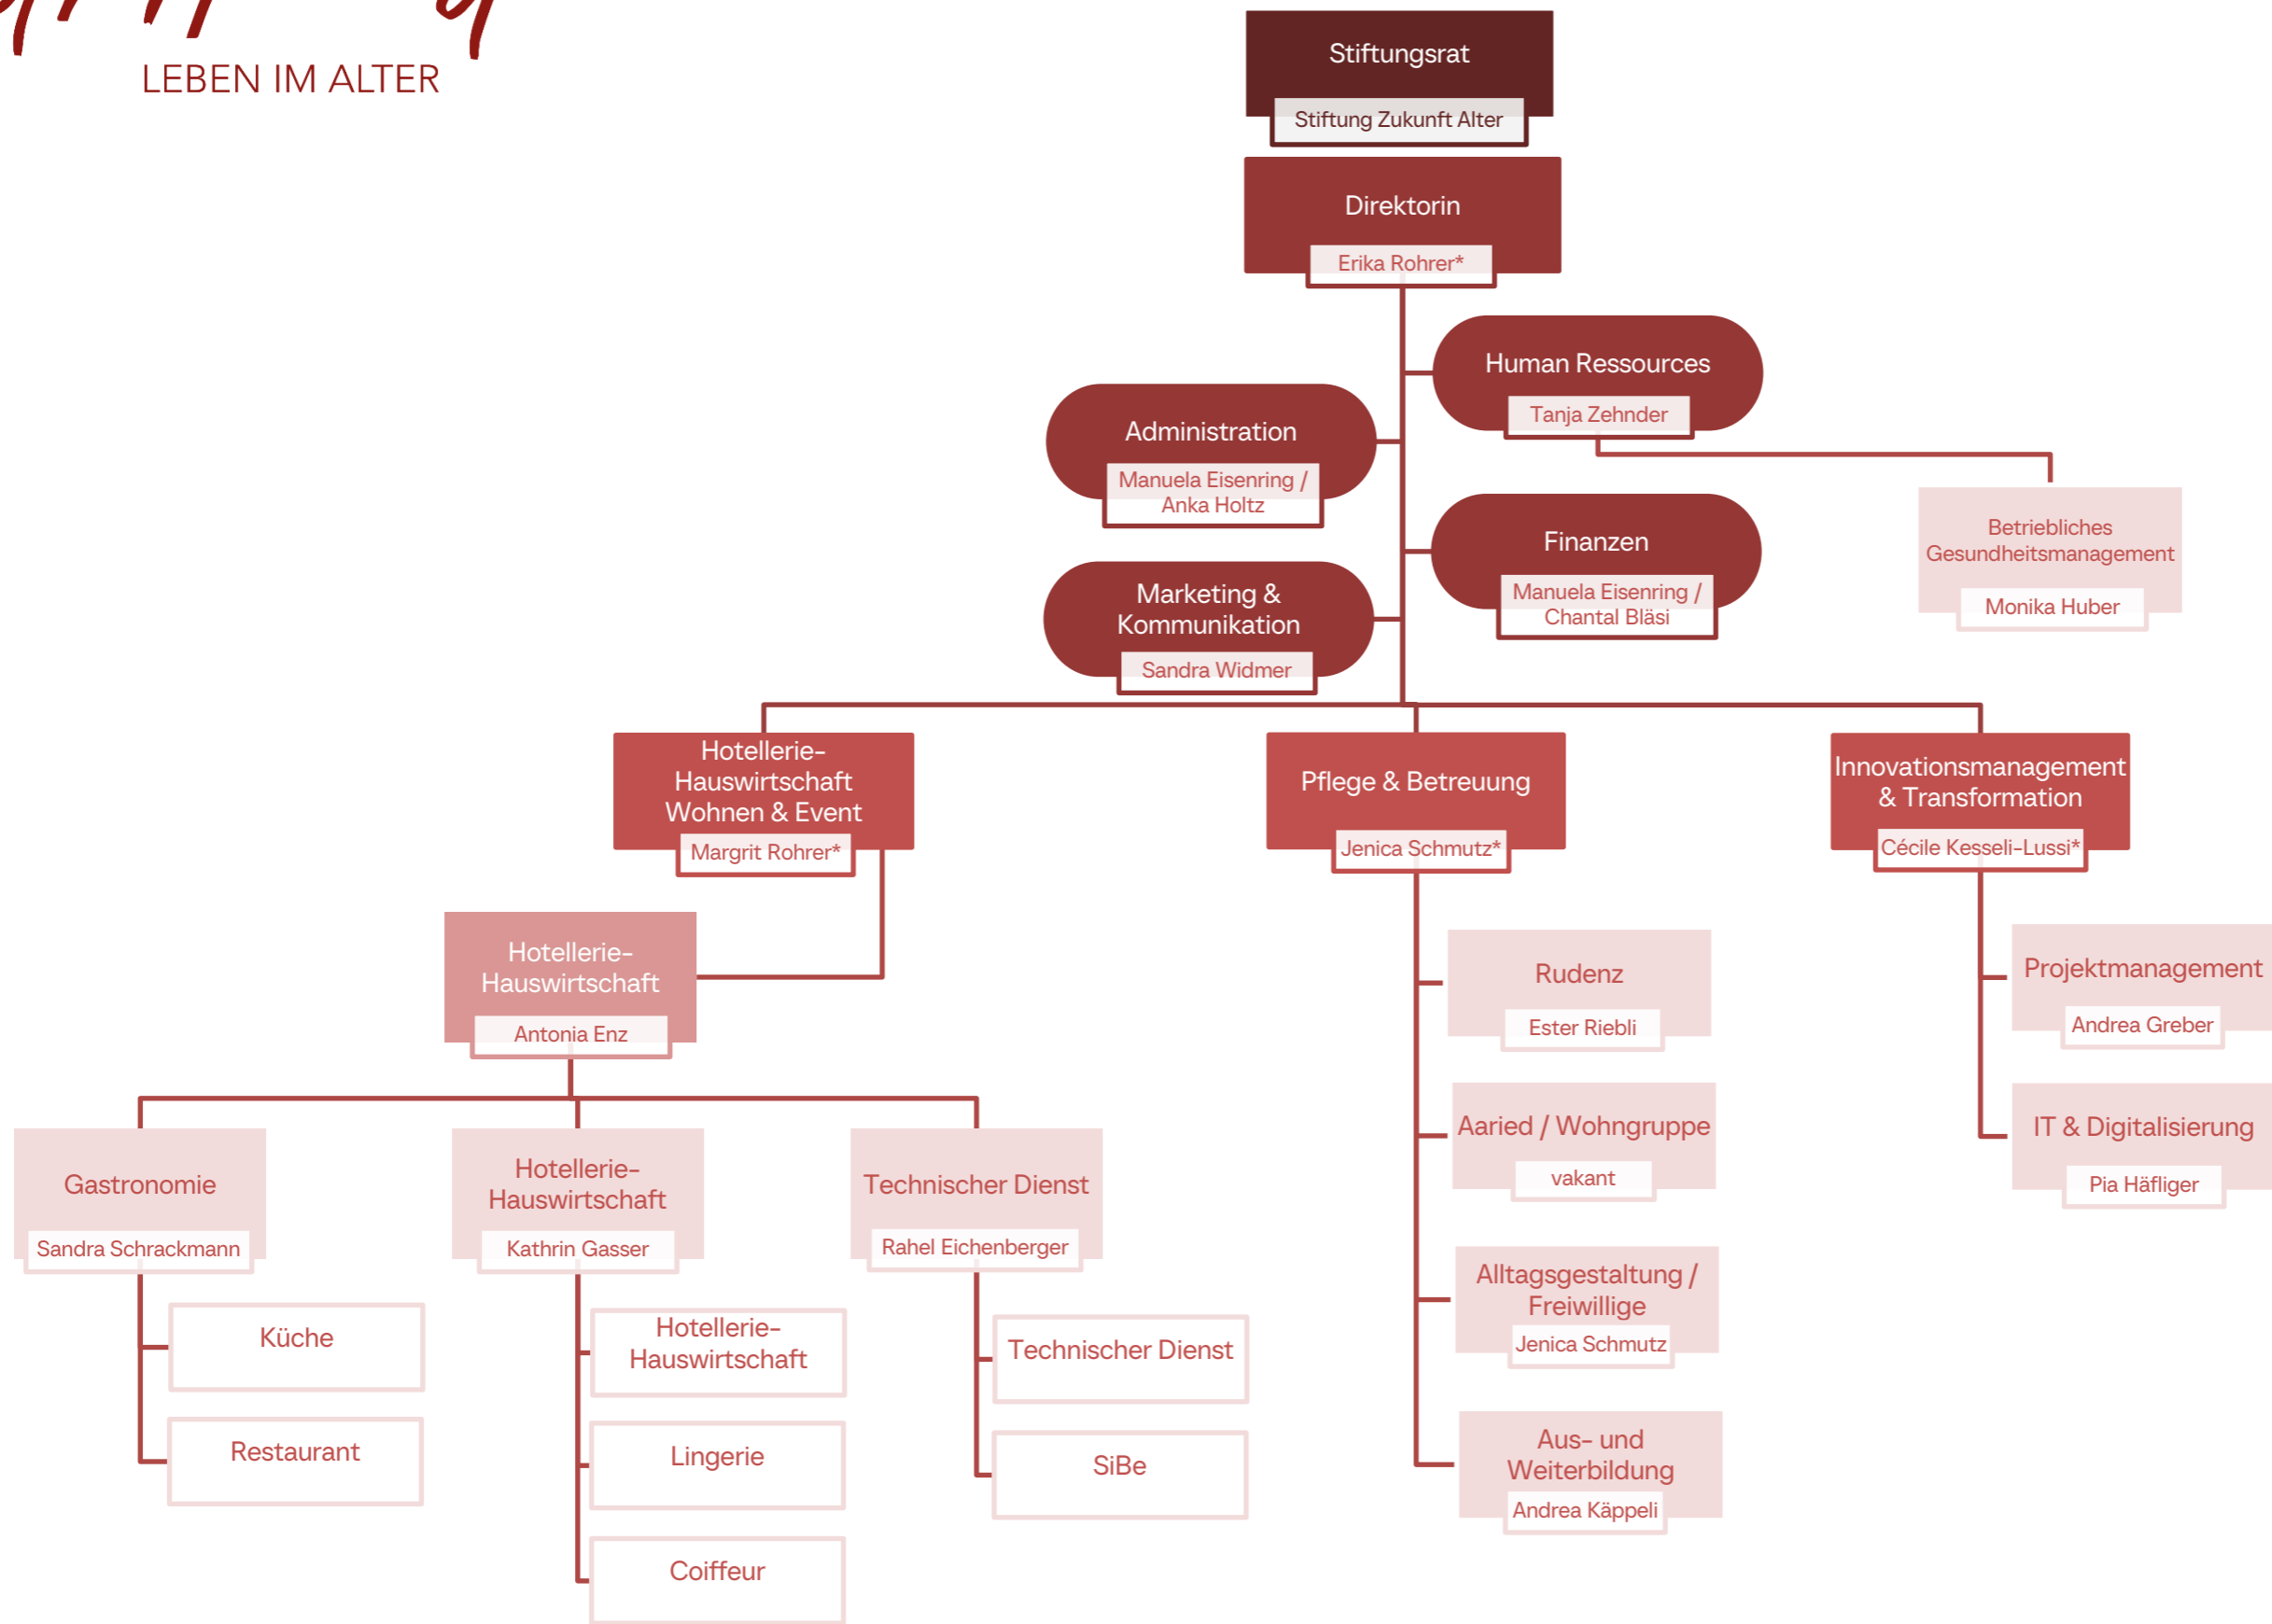 LEBEN IM ALTER
Stiftungsrat
Stiftung Zukunft Alter
Direktorin
Erika Rohrer*
Human Ressources
Tanja Zehnder
Administration
Manuela Eisenring /
Anka Holtz
Betriebliches
Gesundheitsmanagement
Monika Huber
Finanzen
Manuela Eisenring /
Chantal Bläsi
Marketing &
Kommunikation
Sandra Widmer
Hotellerie-
Hauswirtschaft
Wohnen & Event
Margrit Rohrer*
Pflege & Betreuung
Jenica Schmutz*
Innovationsmanagement
& Transformation
Cécile Kesseli-Lussi*
Hotellerie-
Hauswirtschaft
Antonia Enz
Rudenz
Ester Riebli
Projektmanagement
Andrea Greber
Aaried / Wohngruppe
vakant
IT & Digitalisierung
Pia Häfliger
Gastronomie
Sandra Schrackmann
Hotellerie-
Hauswirtschaft
Kathrin Gasser
Technischer Dienst
Rahel Eichenberger
Alltagsgestaltung /
Freiwillige
Jenica Schmutz
Küche
Hotellerie-
Hauswirtschaft
Technischer Dienst
Restaurant
Lingerie
SiBe
Aus- und
Weiterbildung
Andrea Käppeli
Coiffeur